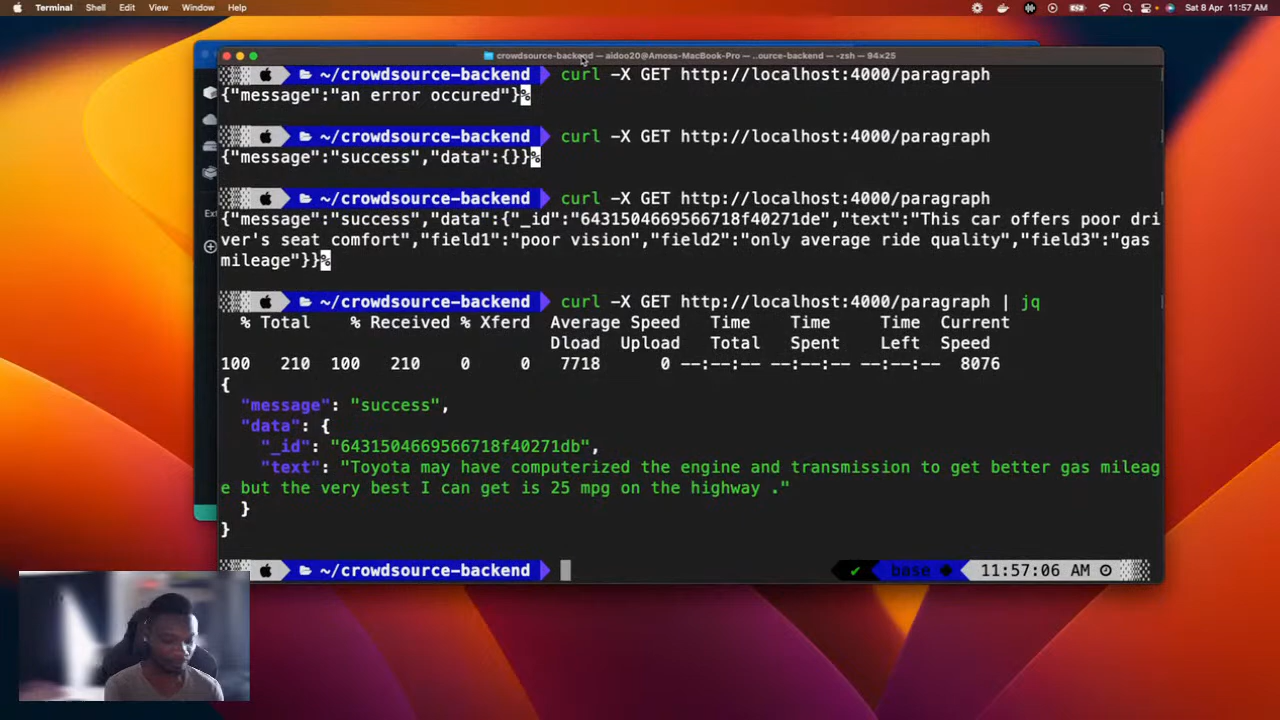 Terminal Shell Edit View Window Help Sat 8 Apr 11:57 AM
crowdsource-backend — aidoo20@Amoss-MacBook-Pro — ..ource-backend — -zsh — 94×25
~/crowdsource-backend curl -X GET http://localhost:4000/paragraph
{"message":"an error occured"}%
~/crowdsource-backend curl -X GET http://localhost:4000/paragraph
{"message":"success","data":{}}%
~/crowdsource-backend curl -X GET http://localhost:4000/paragraph
{"message":"success","data":{"_id":"6431504669566718f40271de","text":"This car offers poor dri
ver's seat comfort","field1":"poor vision","field2":"only average ride quality","field3":"gas
mileage"}}%
~/crowdsource-backend curl -X GET http://localhost:4000/paragraph | jq
% Total % Received % Xferd Average Speed Time Time Time Current
Dload Upload Total Spent Left Speed
100 210 100 210 0 0 7718 0 --:--:-- --:--:-- --:--:-- 8076
{
"message": "success",
"data": {
"_id": "6431504669566718f40271db",
"text": "Toyota may have computerized the engine and transmission to get better gas mileag
e but the very best I can get is 25 mpg on the highway ."
}
}
~/crowdsource-backend ✔ base 11:57:06 AM